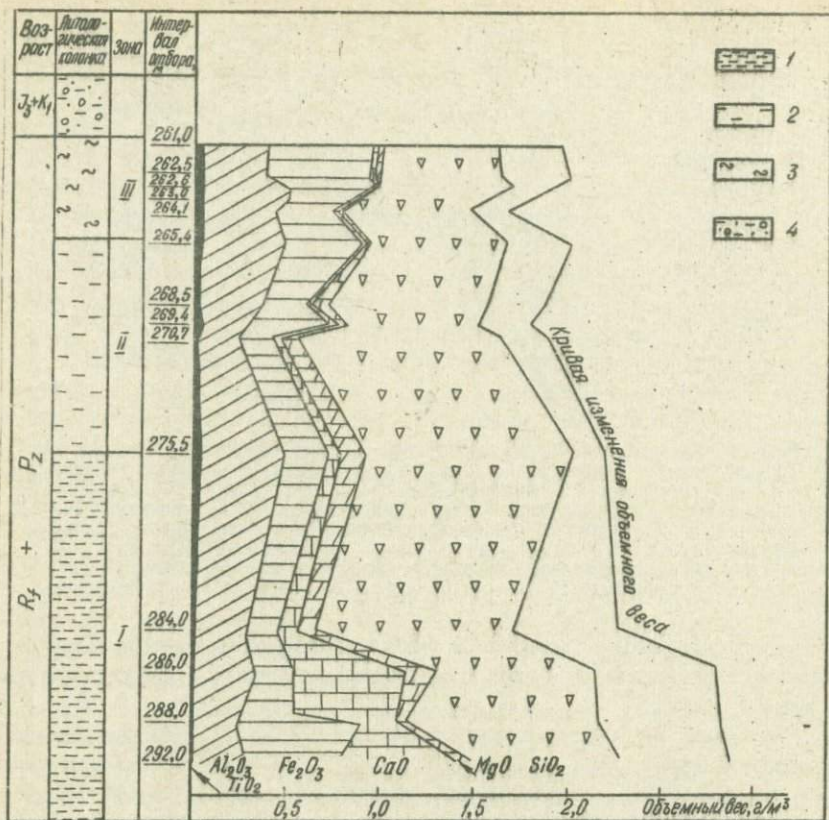 Воз-
раст
Литоло-
гическая
колонка
Зона
Интер-
вал
отбора,
м
J₃+K₁
261,0
262,5
262,6
263,0
264,1
265,4
268,5
269,4
270,7
275,5
284,0
286,0
288,0
292,0
III
II
I
P₂
+
Rf
1
2
3
4
Кривая изменения объемного веса
Al₂O₃
Fe₂O₃
CaO
MgO
SiO₂
TiO₂
0,5
1,0
1,5
2,0
Объемный вес, г/м³